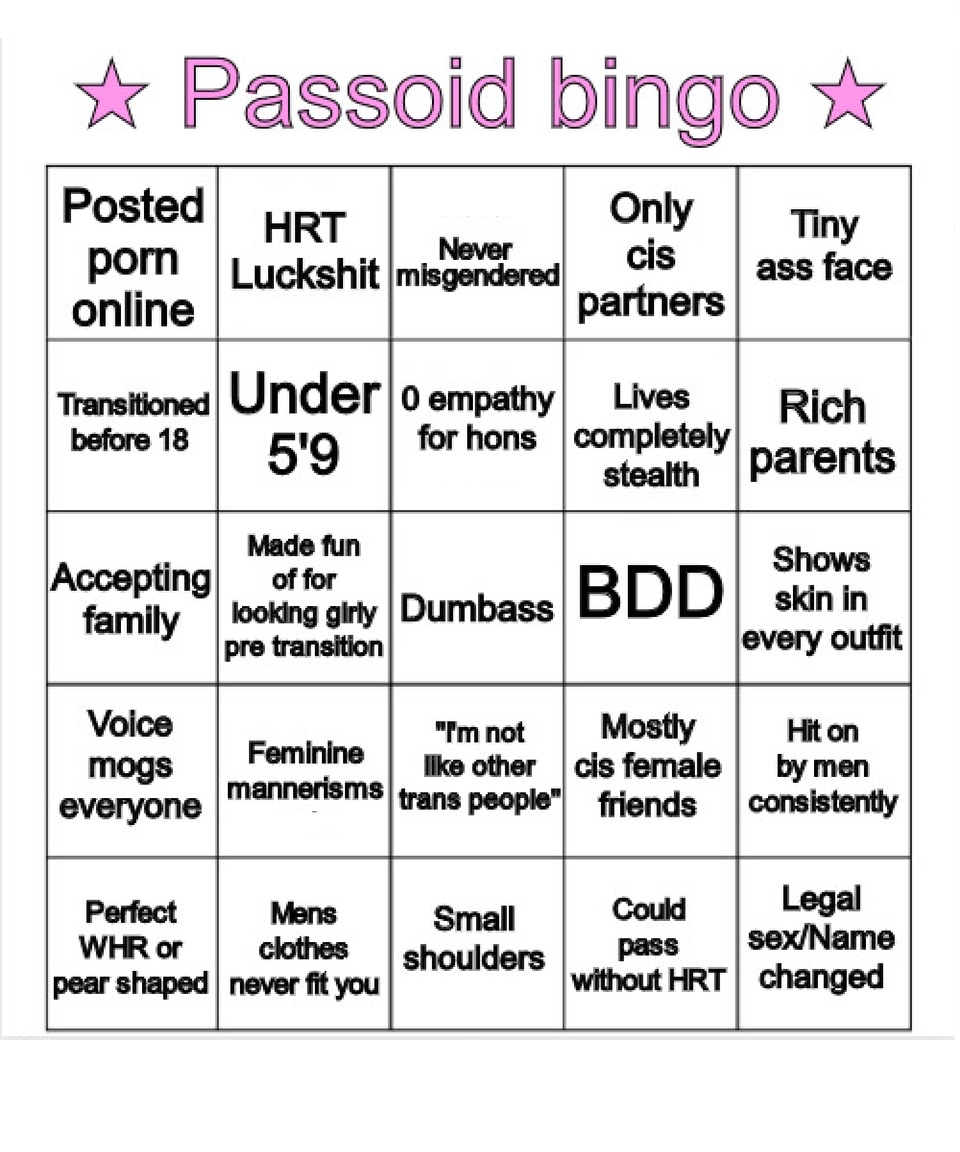 ★ Passoid bingo ★
Posted
porn
online
HRT
Luckshit
Never
misgendered
Only
cis
partners
Tiny
ass face
Transitioned
before 18
Under
5'9
0 empathy
for hons
Lives
completely
stealth
Rich
parents
Accepting
family
Made fun
of for
looking girly
pre transition
Dumbass
BDD
Shows
skin in
every outfit
Voice
mogs
everyone
Feminine
mannerisms
"I'm not
like other
trans people"
Mostly
cis female
friends
Hit on
by men
consistently
Perfect
WHR or
pear shaped
Mens
clothes
never fit you
Small
shoulders
Could
pass
without HRT
Legal
sex/Name
changed